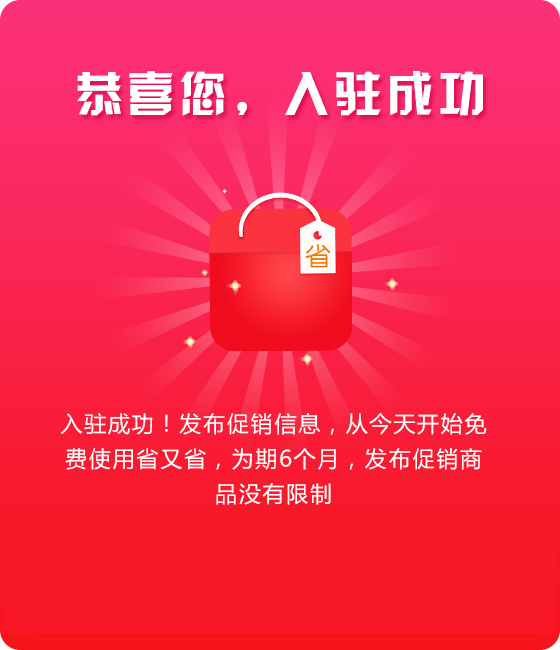 恭喜您，入驻成功
省
入驻成功！发布促销信息，从今天开始免
费使用省又省，为期6个月，发布促销商
品没有限制